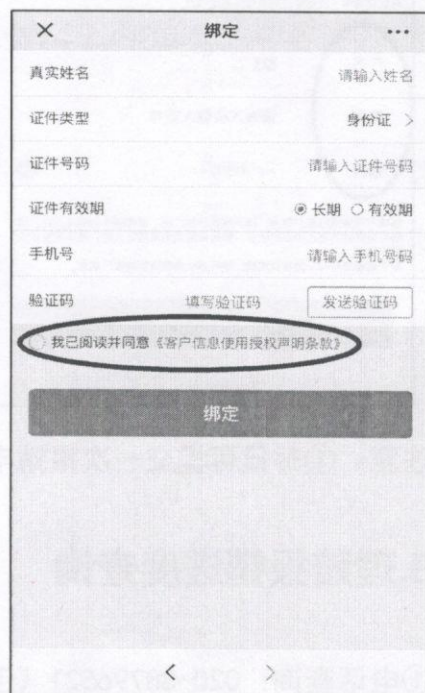 绑定
真实姓名 请输入姓名
证件类型 身份证
证件号码 请输入证件号码
证件有效期 长期 有效期
手机号 请输入手机号码
验证码 填写验证码 发送验证码
我已阅读并同意《客户信息使用授权声明条款》
绑定